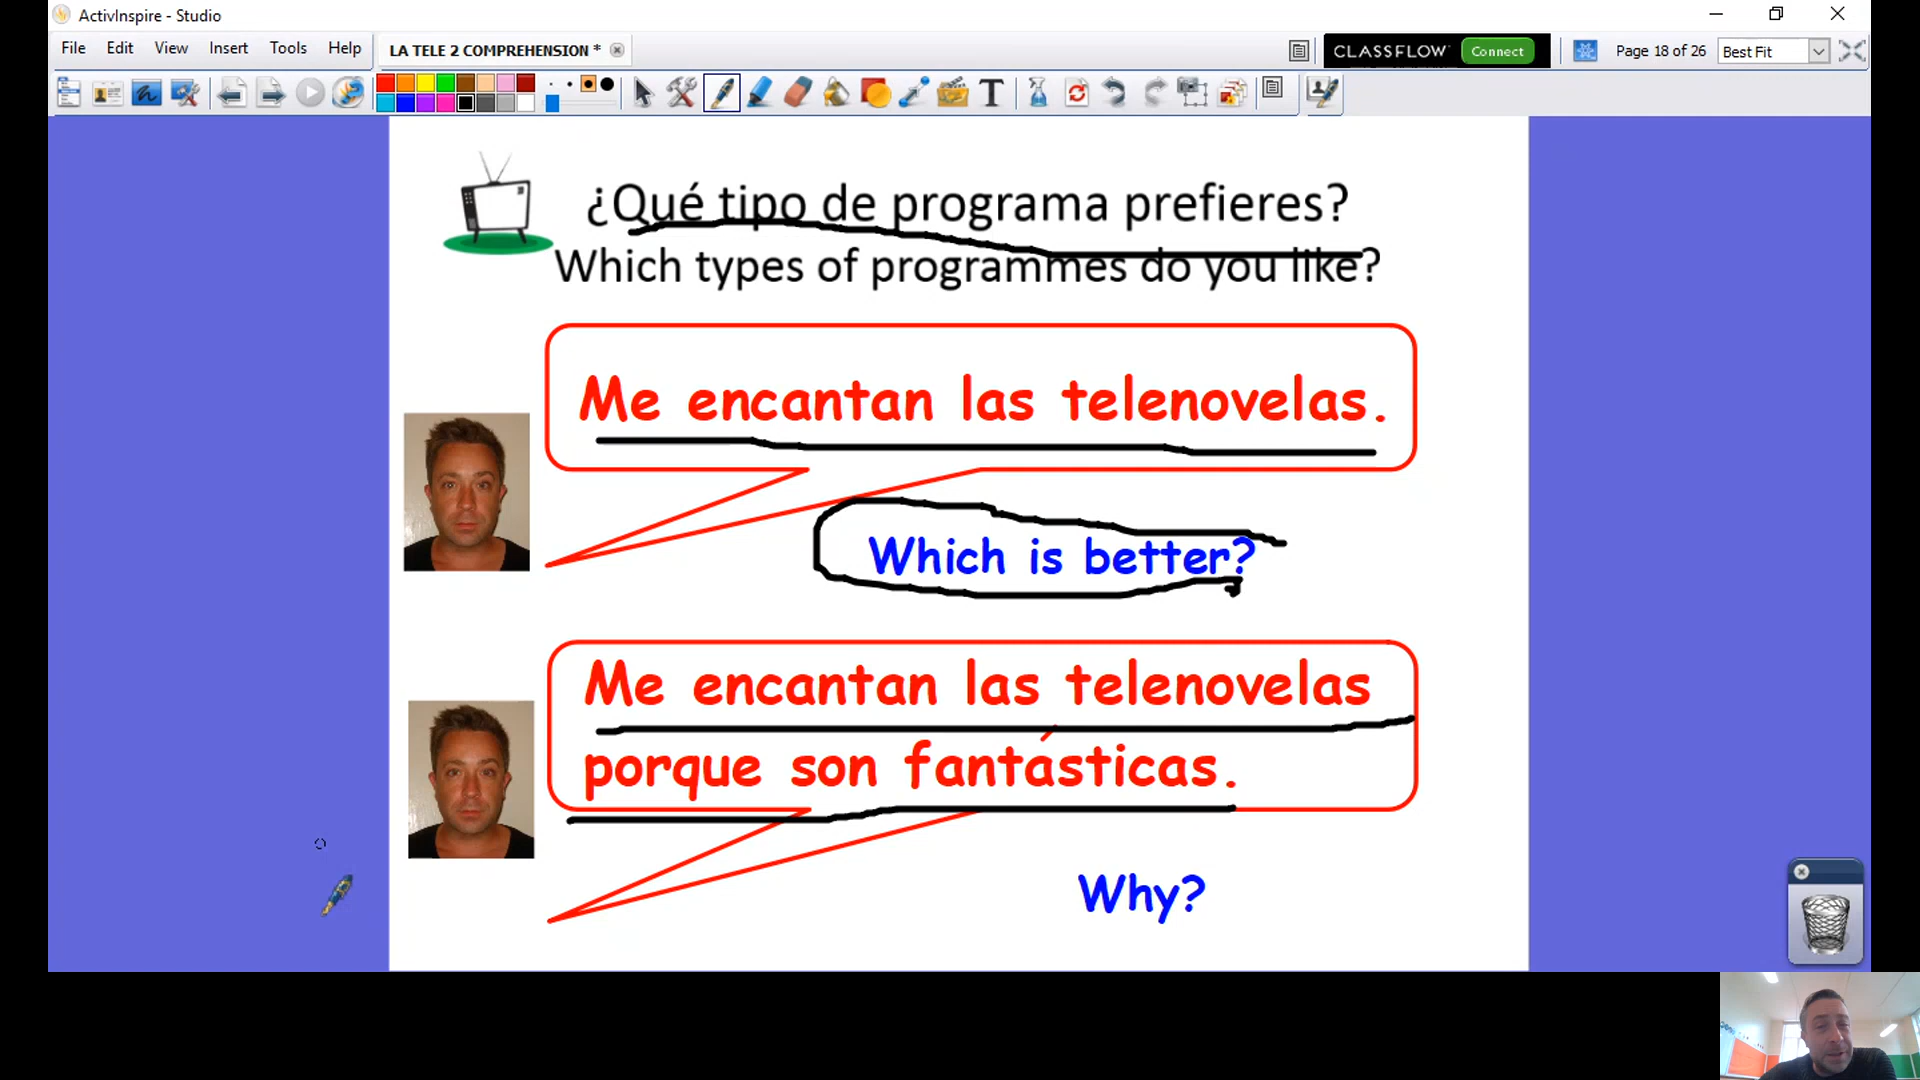 ActivInspire - Studio
File Edit View Insert Tools Help
LA TELE 2 COMPREHENSION *
CLASSFLOW Connect
Page 18 of 26
Best Fit
T
¿Qué tipo de programa prefieres?
Which types of programmes do you like?
Me encantan las telenovelas.
Which is better?
Me encantan las telenovelas
porque son fantásticas.
Why?